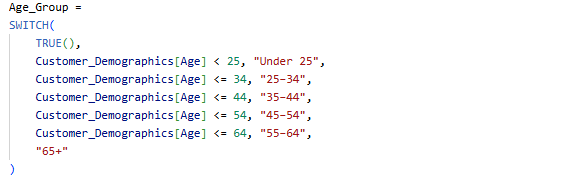 Age_Group =
SWITCH(
    TRUE(),
    Customer_Demographics[Age] < 25, "Under 25",
    Customer_Demographics[Age] <= 34, "25-34",
    Customer_Demographics[Age] <= 44, "35-44",
    Customer_Demographics[Age] <= 54, "45-54",
    Customer_Demographics[Age] <= 64, "55-64",
    "65+"
)